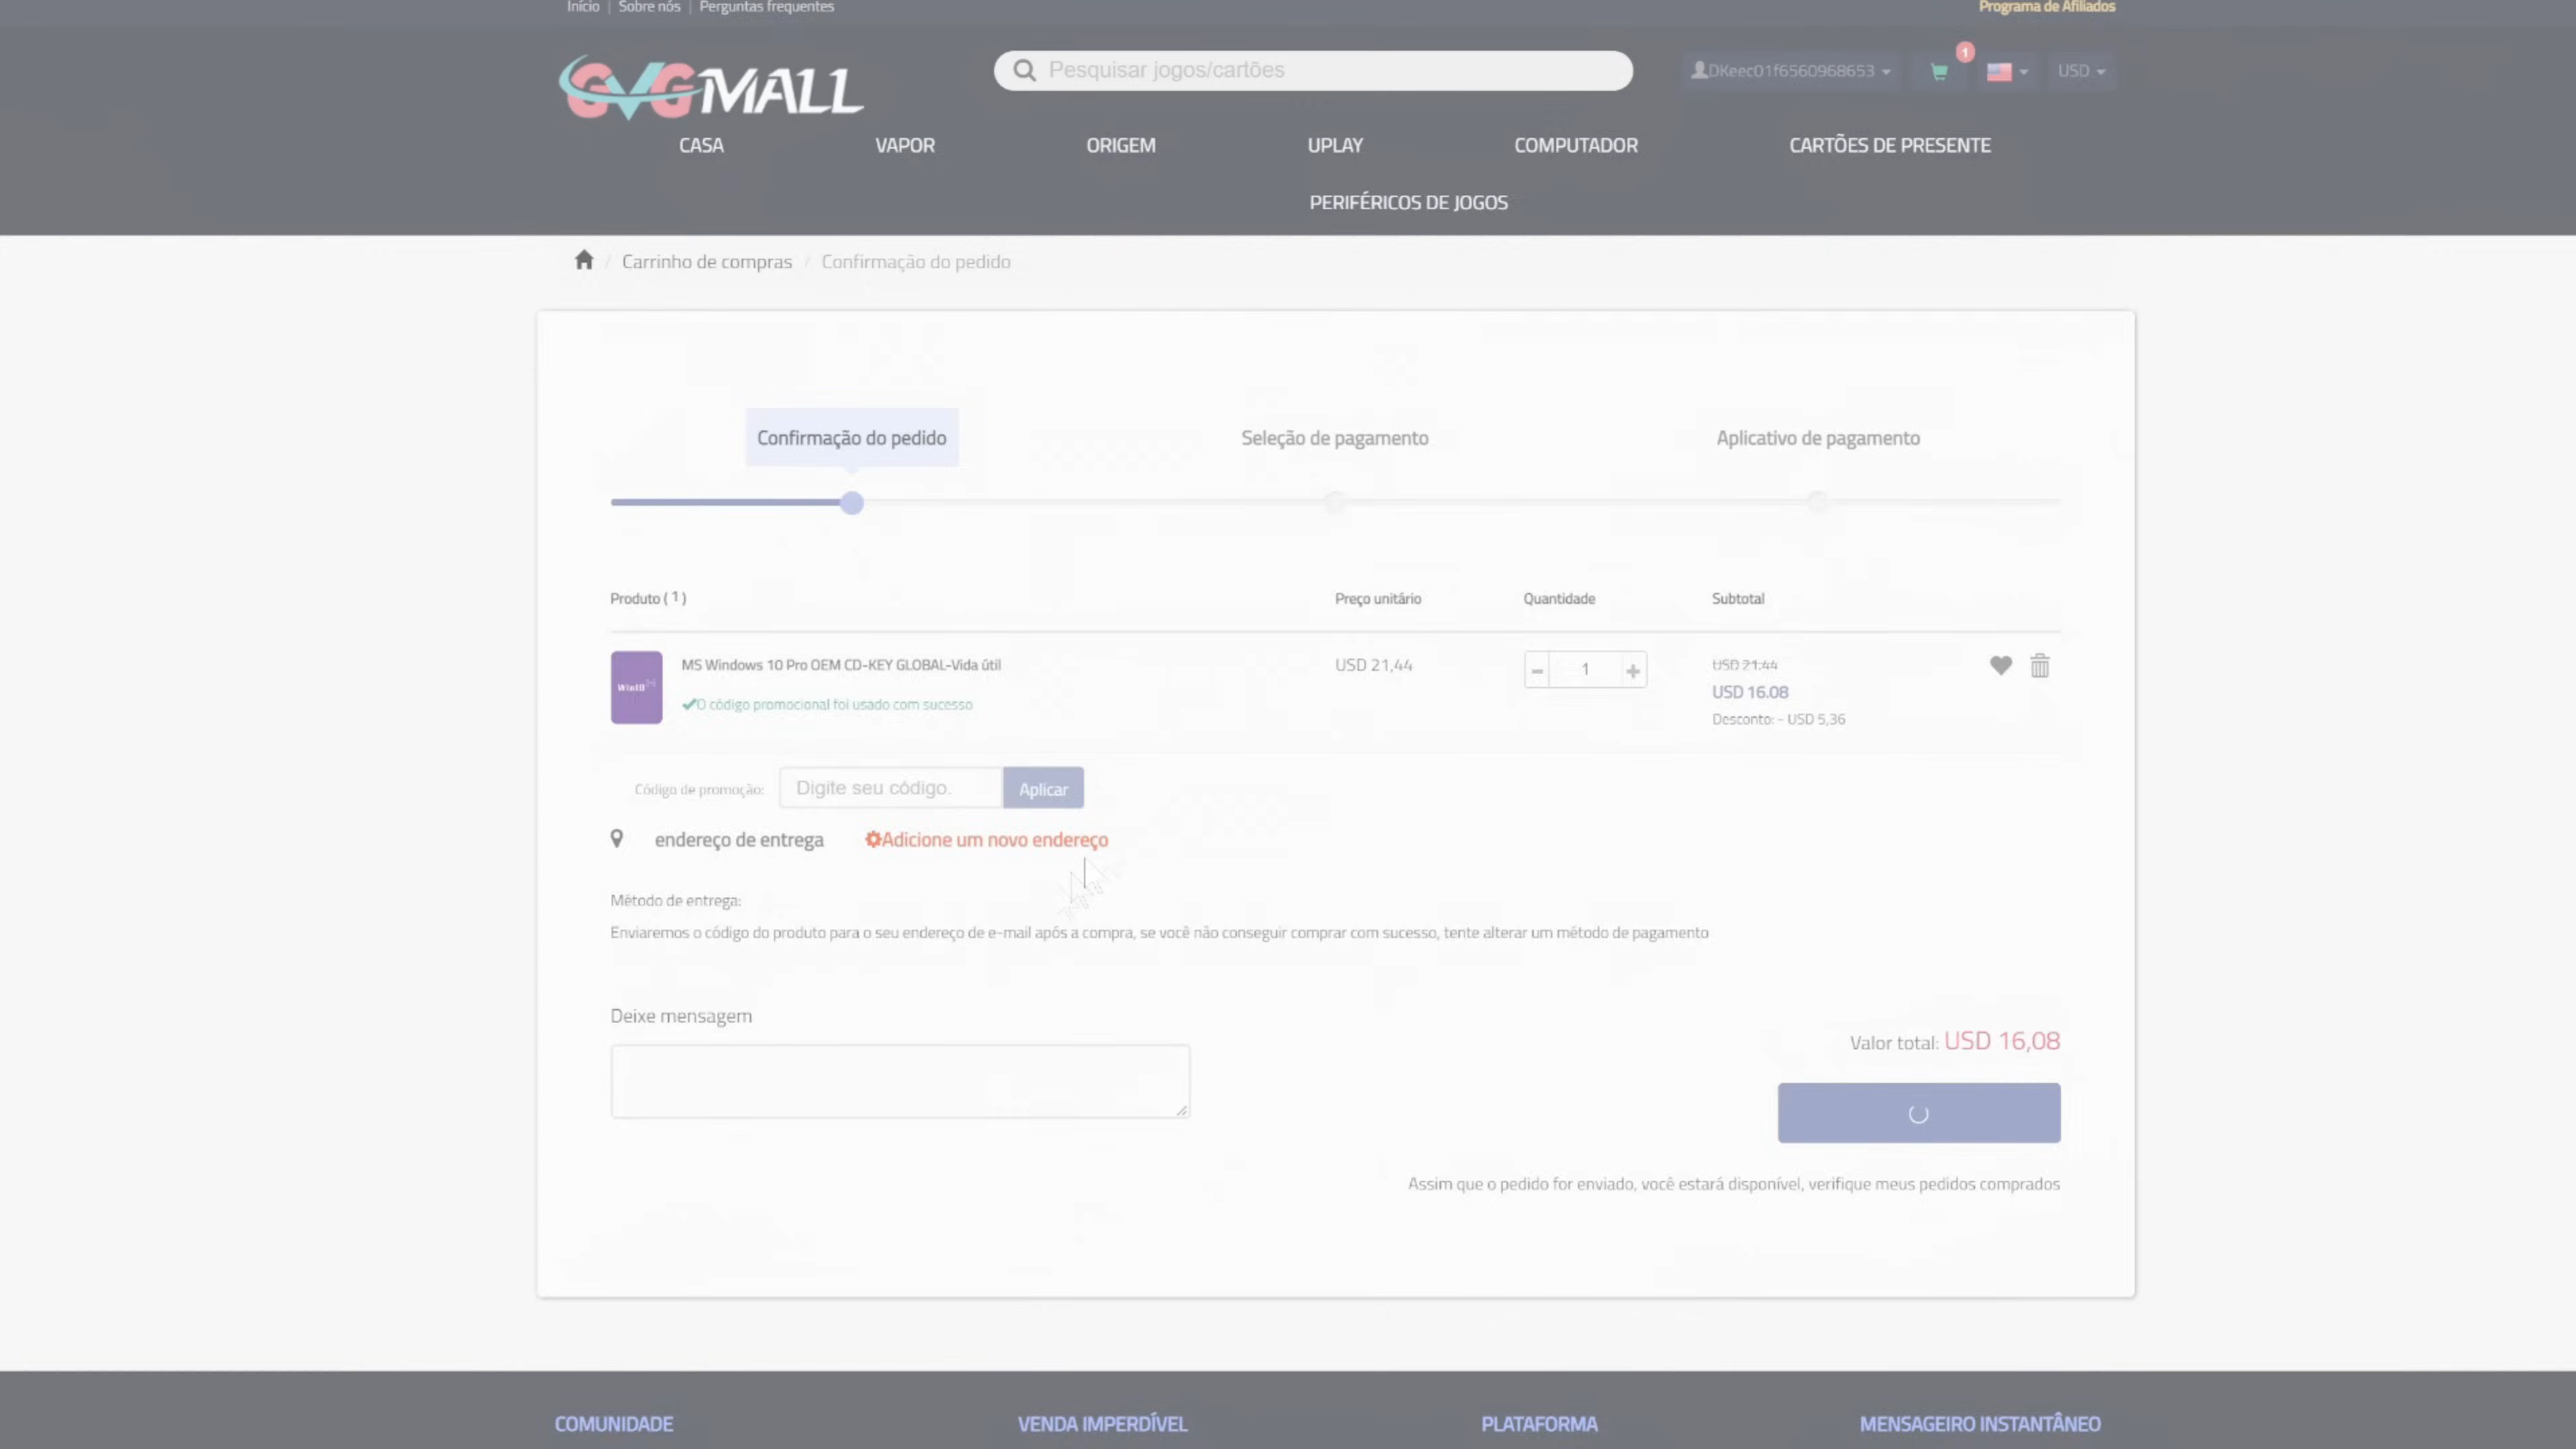 Início | Sobre nós | Perguntas frequentes
Programa de Afiliados
GVGMALL
Pesquisar jogos/cartões
DKeec01f6560968653
1
USD
CASA
VAPOR
ORIGEM
UPLAY
COMPUTADOR
CARTÕES DE PRESENTE
PERIFÉRICOS DE JOGOS
/ Carrinho de compras / Confirmação do pedido
Confirmação do pedido
Seleção de pagamento
Aplicativo de pagamento
Produto ( 1 )
Preço unitário
Quantidade
Subtotal
Win10
MS Windows 10 Pro OEM CD-KEY GLOBAL-Vida útil
USD 21,44
1
USD 21.44
O código promocional foi usado com sucesso
USD 16.08
Desconto: - USD 5,36
Código de promoção:
Digite seu código.
Aplicar
endereço de entrega
Adicione um novo endereço
Método de entrega:
Enviaremos o código do produto para o seu endereço de e-mail após a compra, se você não conseguir comprar com sucesso, tente alterar um método de pagamento
Deixe mensagem
Valor total: USD 16,08
Assim que o pedido for enviado, você estará disponível, verifique meus pedidos comprados
COMUNIDADE
VENDA IMPERDÍVEL
PLATAFORMA
MENSAGEIRO INSTANTÂNEO